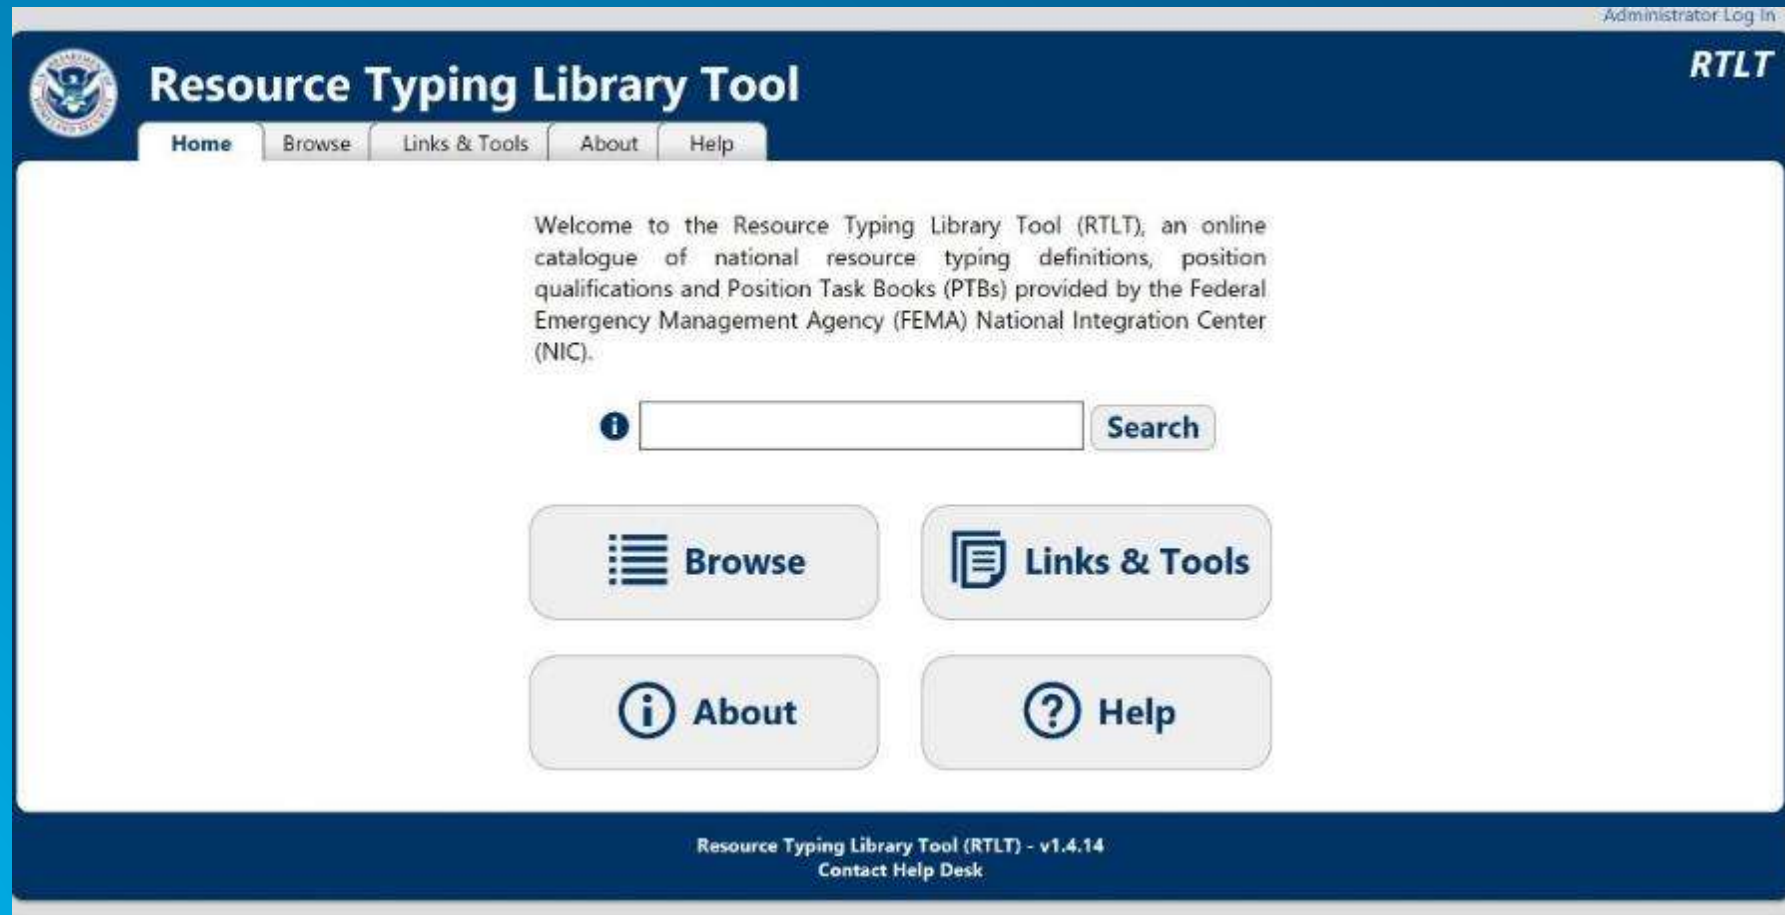 Administrator Log In
Resource Typing Library Tool
RTLT
Home Browse Links & Tools About Help
Welcome to the Resource Typing Library Tool (RTLT), an online
catalogue of national resource typing definitions, position
qualifications and Position Task Books (PTBs) provided by the Federal
Emergency Management Agency (FEMA) National Integration Center
(NIC).
Search
Browse
Links & Tools
About
Help
Resource Typing Library Tool (RTLT) - v1.4.14
Contact Help Desk